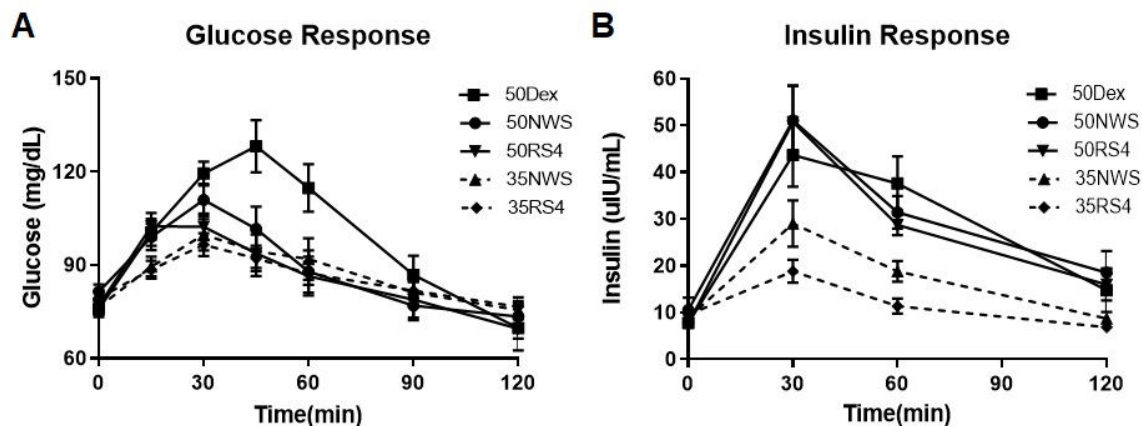 A
Glucose Response
Glucose (mg/dL)
150
120
90
60
0
30
60
90
120
Time(min)
50Dex
50NWS
50RS4
35NWS
35RS4
B
Insulin Response
Insulin (uIU/mL)
60
50
40
30
20
10
0
0
30
60
90
120
Time(min)
50Dex
50NWS
50RS4
35NWS
35RS4